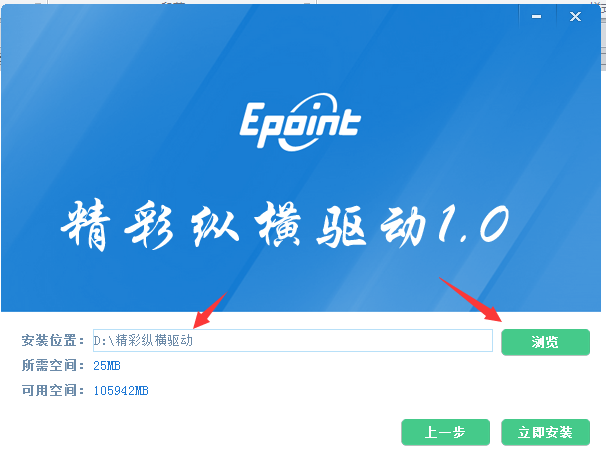 Epoint
精彩纵横驱动1.0
安装位置： D:\精彩纵横驱动 浏览
所需空间： 25MB
可用空间： 105942MB
上一步 立即安装